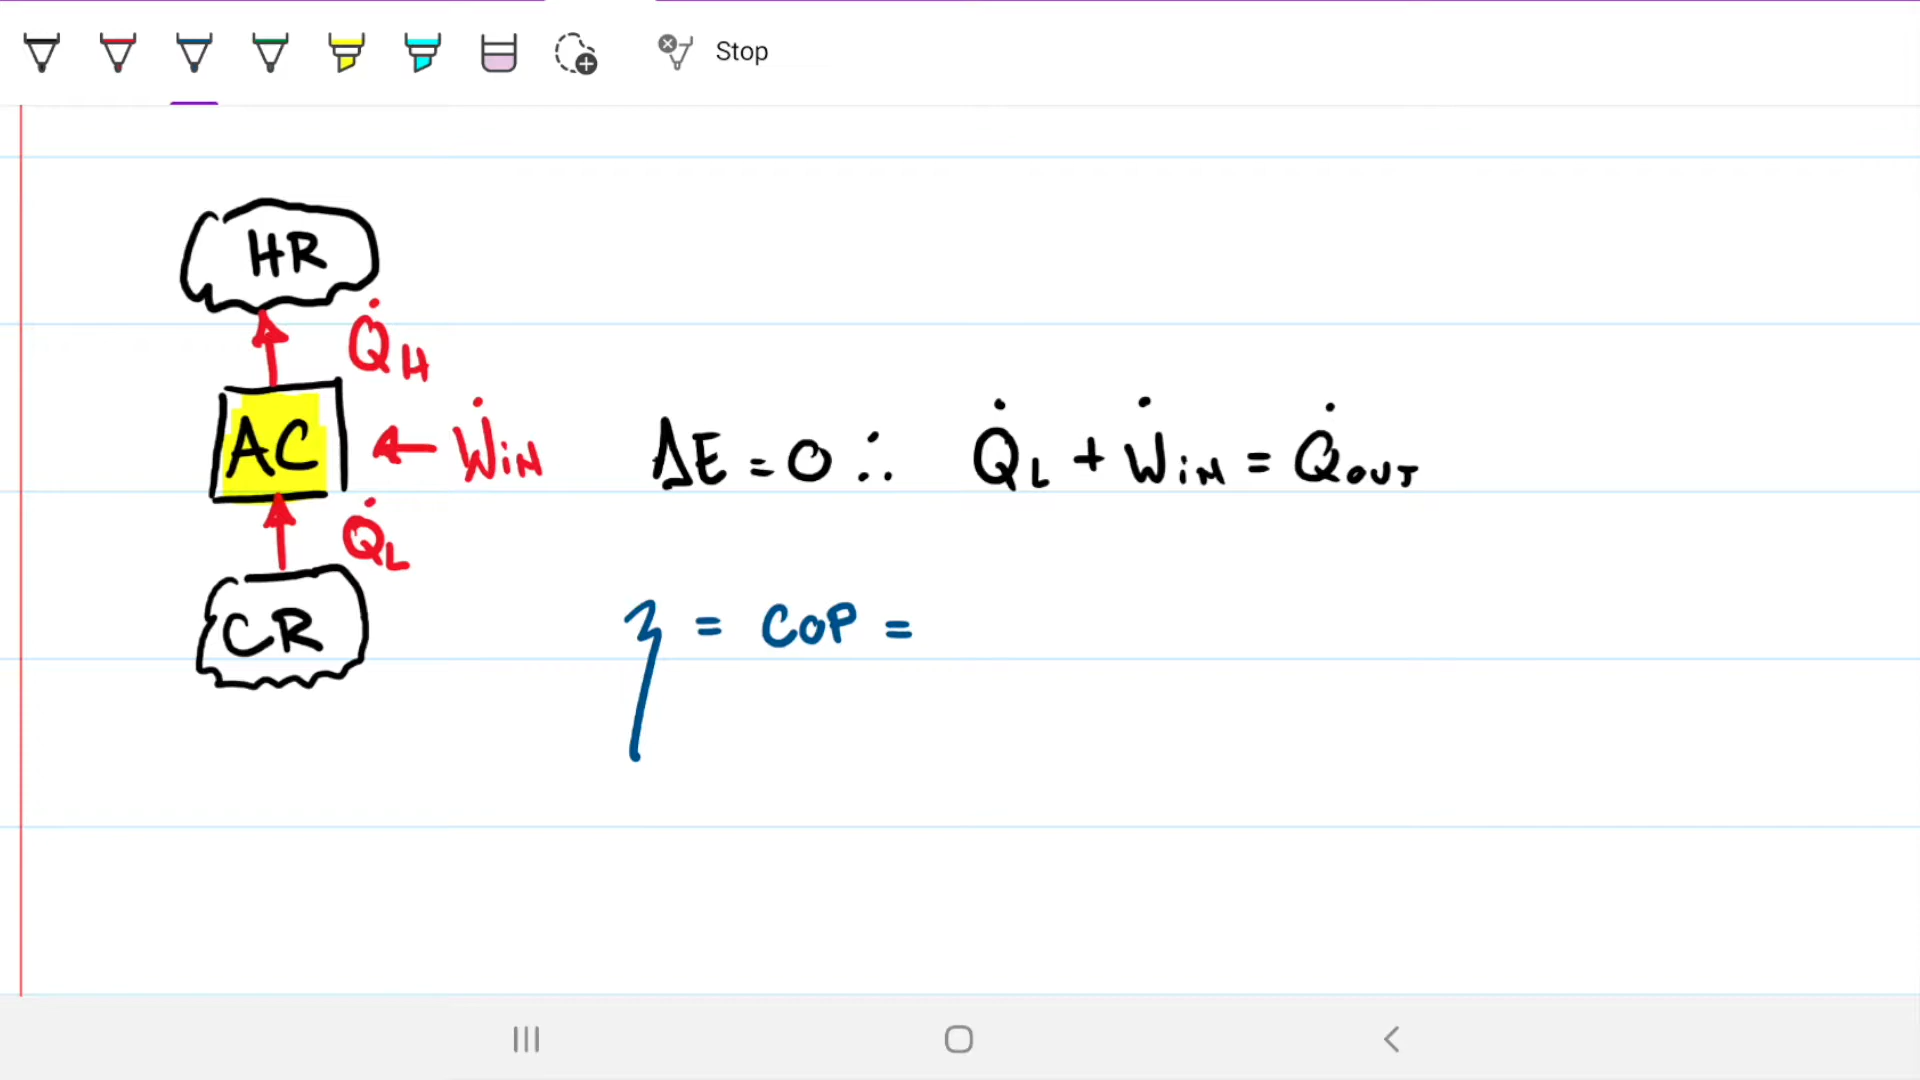 Stop
HR
Q̇H
AC ← ẆiN
ΔE = 0 ∴ Q̇L + ẆiN = Q̇OUT
Q̇L
CR
η = COP =